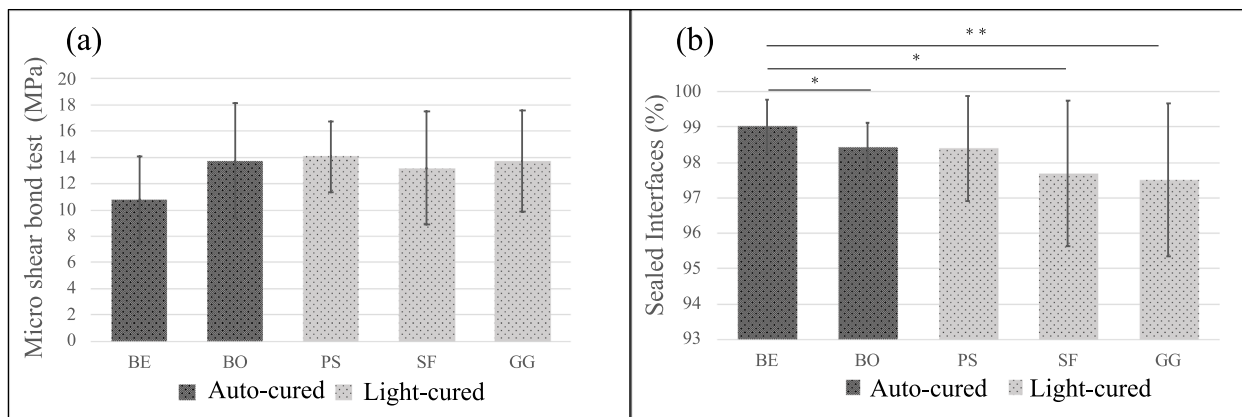 (a)
Micro shear bond test (MPa)
20
18
16
14
12
10
8
6
4
2
0
BE BO PS SF GG
Auto-cured Light-cured
(b)
Sealed Interfaces (%)
* *
*
*
100
99
98
97
96
95
94
93
BE BO PS SF GG
Auto-cured Light-cured